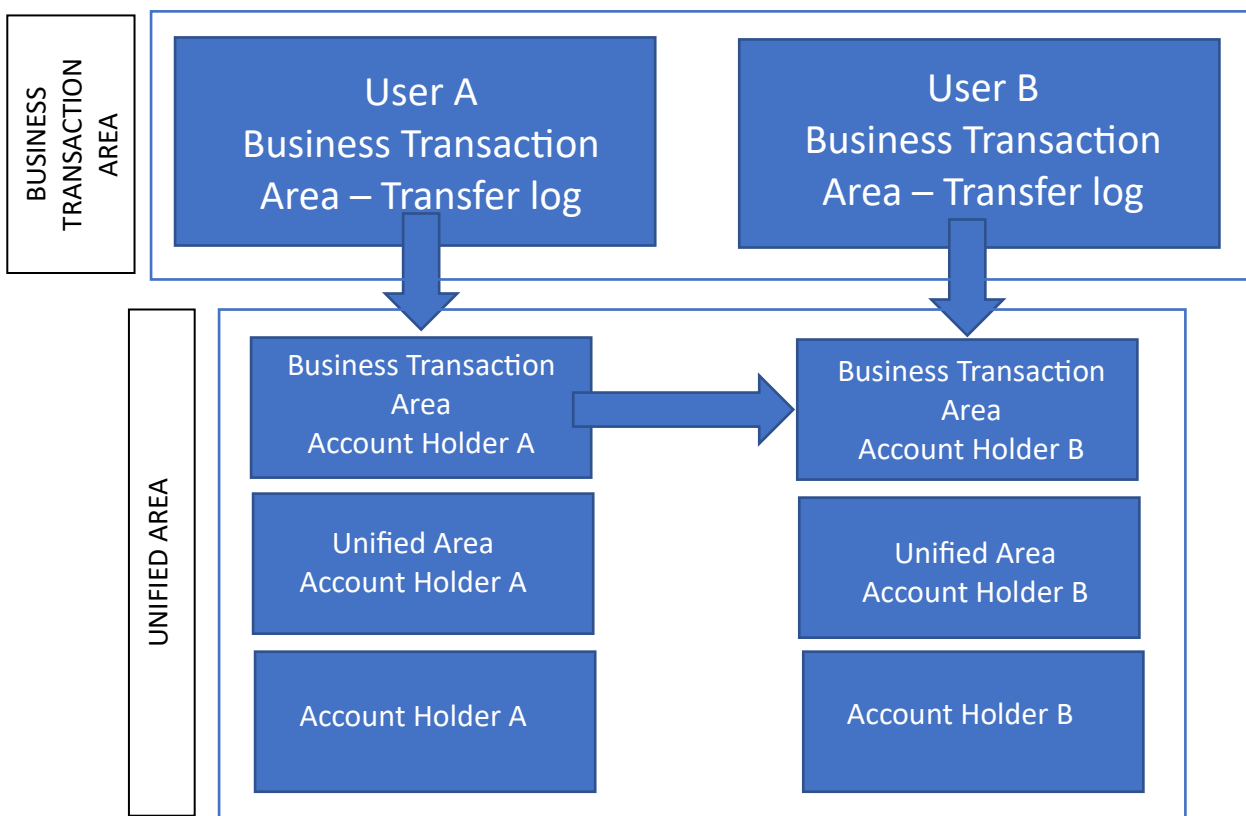 BUSINESS
TRANSACTION
AREA
User A
Business Transaction
Area – Transfer log
User B
Business Transaction
Area – Transfer log
UNIFIED AREA
Business Transaction
Area
Account Holder A
Business Transaction
Area
Account Holder B
Unified Area
Account Holder A
Unified Area
Account Holder B
Account Holder A
Account Holder B